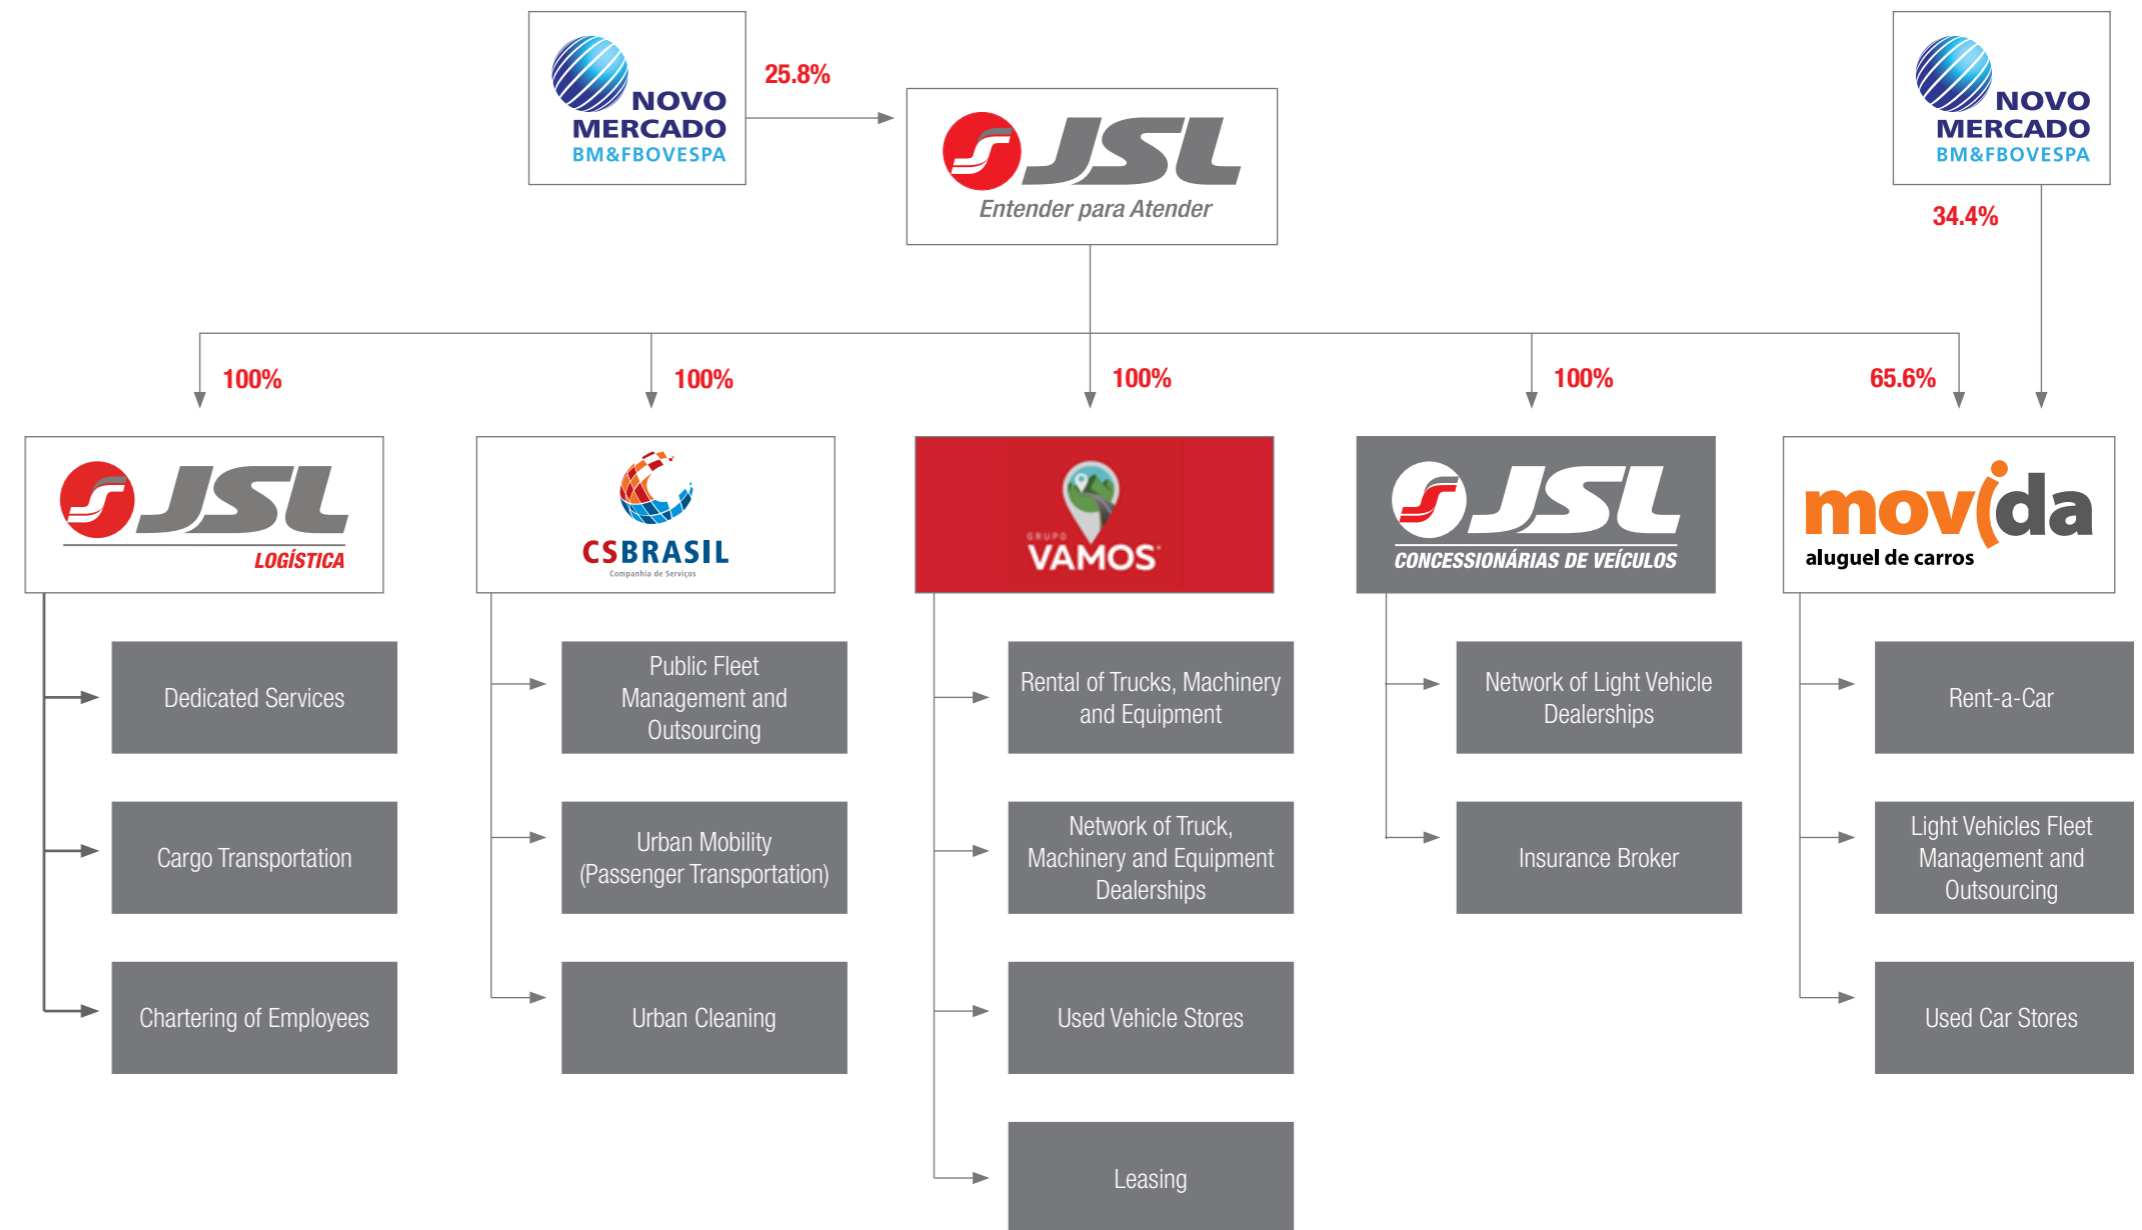 NOVO
MERCADO
BM&FBOVESPA
25.8%
JSL
Entender para Atender
NOVO
MERCADO
BM&FBOVESPA
34.4%
100%
100%
100%
100%
65.6%
JSL
LOGÍSTICA
CSBRASIL
Companhia de Serviços
GRUPO
VAMOS
JSL
CONCESSIONÁRIAS DE VEÍCULOS
movida
aluguel de carros
Dedicated Services
Cargo Transportation
Chartering of Employees
Public Fleet
Management and
Outsourcing
Urban Mobility
(Passenger Transportation)
Urban Cleaning
Rental of Trucks, Machinery
and Equipment
Network of Truck,
Machinery and Equipment
Dealerships
Used Vehicle Stores
Leasing
Network of Light Vehicle
Dealerships
Insurance Broker
Rent-a-Car
Light Vehicles Fleet
Management and
Outsourcing
Used Car Stores